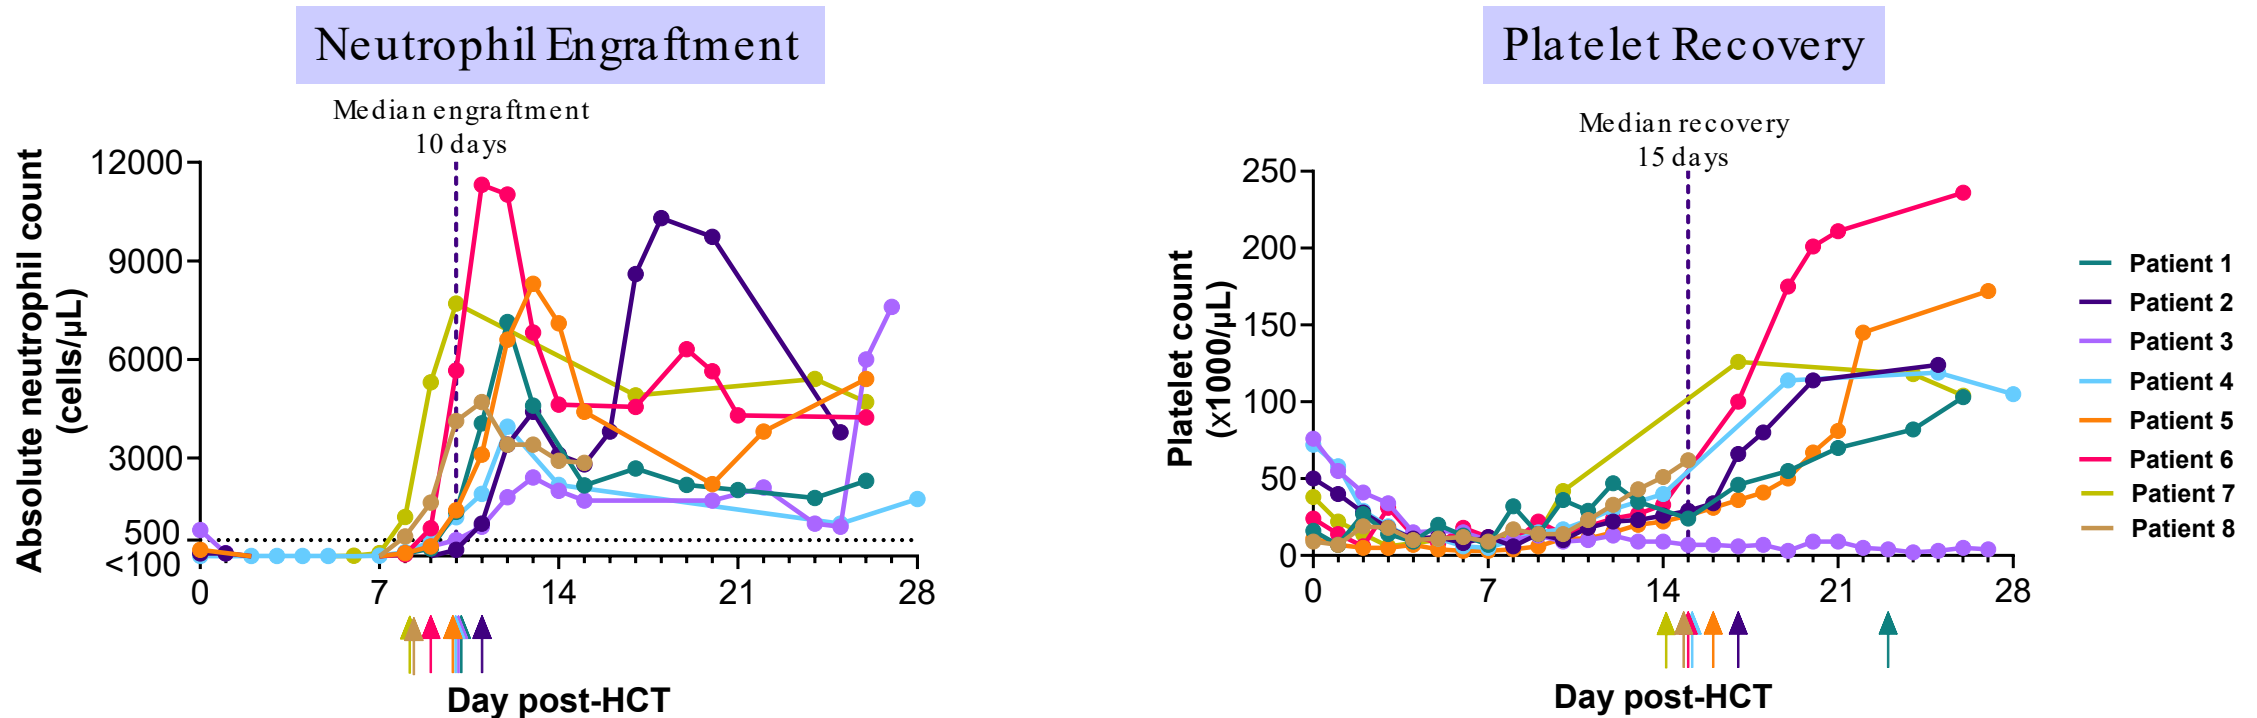 Neutrophil Engraftment
Median engraftment
10 days
Absolute neutrophil count
(cells/µL)
12000
9000
6000
3000
500
<100
0 7 14 21 28
Day post-HCT
Platelet Recovery
Median recovery
15 days
Platelet count
(x1000/µL)
250
200
150
100
50
0
0 7 14 21 28
Day post-HCT
Patient 1
Patient 2
Patient 3
Patient 4
Patient 5
Patient 6
Patient 7
Patient 8